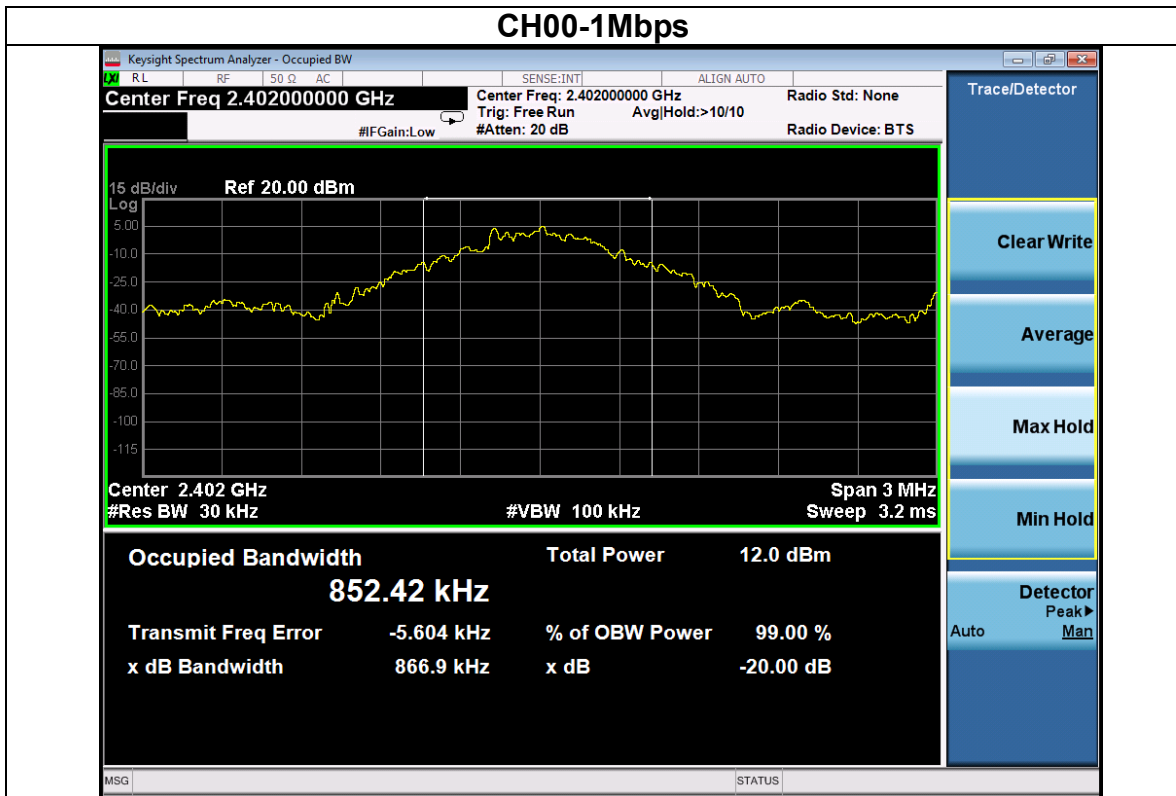 CH00-1Mbps
Keysight Spectrum Analyzer - Occupied BW
LXI RL RF 50 Ω AC SENSE:INT ALIGN AUTO
Center Freq 2.402000000 GHz
Center Freq: 2.402000000 GHz Radio Std: None
Trig: Free Run Avg|Hold:>10/10
#IFGain:Low #Atten: 20 dB Radio Device: BTS
15 dB/div Ref 20.00 dBm
Log
5.00
-10.0
-25.0
-40.0
-55.0
-70.0
-85.0
-100
-115
Center 2.402 GHz Span 3 MHz
#Res BW 30 kHz #VBW 100 kHz Sweep 3.2 ms
Occupied Bandwidth Total Power 12.0 dBm
852.42 kHz
Transmit Freq Error -5.604 kHz % of OBW Power 99.00 %
x dB Bandwidth 866.9 kHz x dB -20.00 dB
MSG STATUS
Trace/Detector
Clear Write
Average
Max Hold
Min Hold
Detector
Peak▶
Auto Man